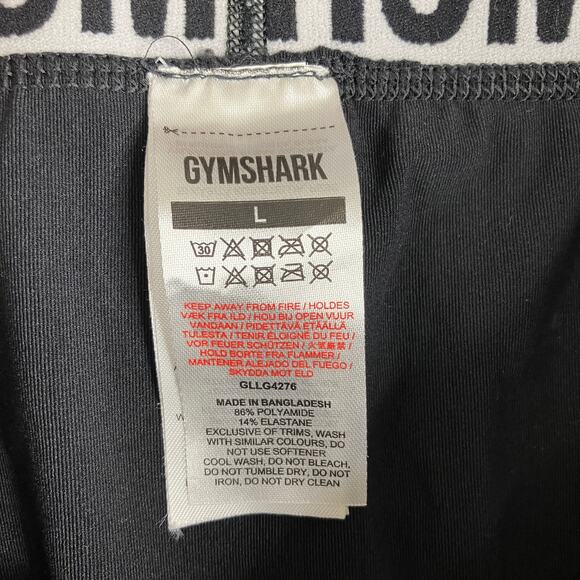 GYMSHARK
L
30
KEEP AWAY FROM FIRE / HOLDES
VÆK FRA ILD / HOU BIJ OPEN VUUR
VANDAAN / PIDETTÄVÄ ETÄÄLLÄ
TULESTA / TENIR ÉLOIGNÉ DU FEU /
VOR FEUER SCHÜTZEN / 火気厳禁 /
HOLD BORTE FRA FLAMMER /
MANTENER ALEJADO DEL FUEGO /
SKYDDA MOT ELD
GLLG4276
MADE IN BANGLADESH
86% POLYAMIDE
14% ELASTANE
EXCLUSIVE OF TRIMS, WASH
WITH SIMILAR COLOURS, DO
NOT USE SOFTENER
COOL WASH, DO NOT BLEACH,
DO NOT TUMBLE DRY, DO NOT
IRON, DO NOT DRY CLEAN